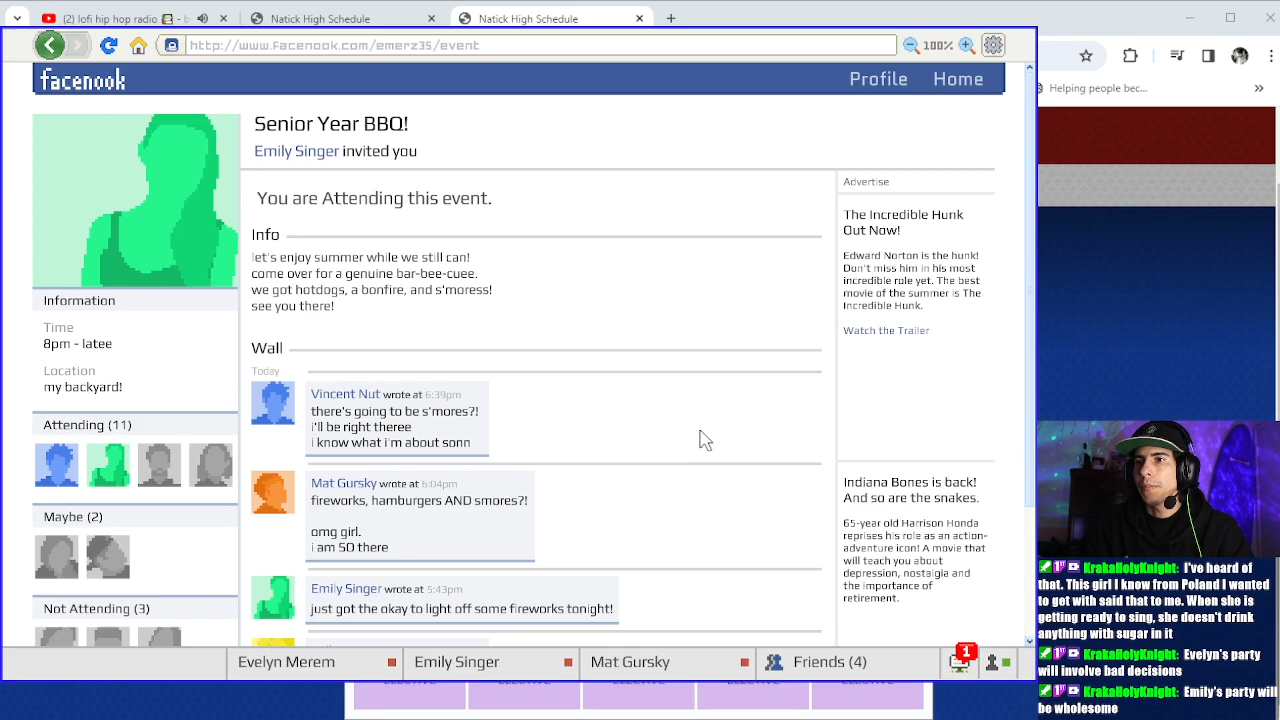 (2) lofi hip hop radio
Natick High Schedule
Natick High Schedule
http://www.facenook.com/emerz35/event
100%
Helping people bec...
facenook
Profile
Home
Senior Year BBQ!
Emily Singer invited you
You are Attending this event.
Info
let's enjoy summer while we still can!
come over for a genuine bar-bee-cuee.
we got hotdogs, a bonfire, and s'moress!
see you there!
Information
Time
8pm - latee
Location
my backyard!
Attending (11)
Maybe (2)
Not Attending (3)
Wall
Today
Vincent Nut wrote at 6:39pm
there's going to be s'mores?!
i'll be right theree
i know what i'm about sonn
Mat Gursky wrote at 6:04pm
fireworks, hamburgers AND smores?!
omg girl.
i am SO there
Emily Singer wrote at 5:43pm
just got the okay to light off some fireworks tonight!
Advertise
The Incredible Hunk
Out Now!
Edward Norton is the hunk!
Don't miss him in his most
incredible role yet. The best
movie of the summer is The
Incredible Hunk.
Watch the Trailer
Indiana Bones is back!
And so are the snakes.
65-year old Harrison Honda
reprises his role as an action-
adventure icon! A movie that
will teach you about
depression, nostalgia and
the importance of
retirement.
Evelyn Merem
Emily Singer
Mat Gursky
Friends (4)
1
KrakaHolyKnight: I've heard of
that. This girl I know from Poland I wanted
to get with said that to me. When she is
getting ready to sing, she doesn't drink
anything with sugar in it
KrakaHolyKnight: Evelyn's party
will involve bad decisions
KrakaHolyKnight: Emily's party will
be wholesome